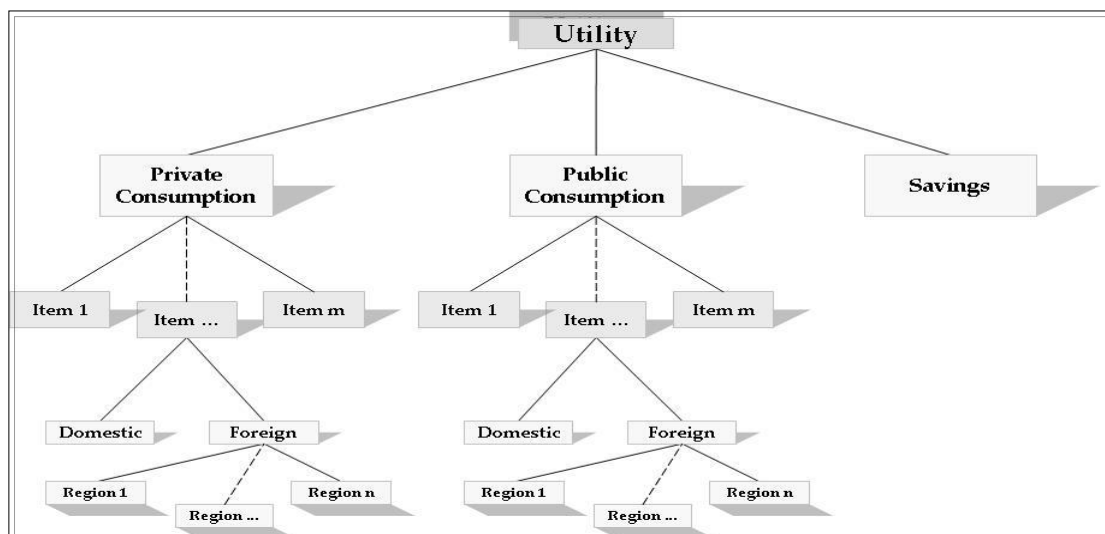 Utility
Private
Consumption
Public
Consumption
Savings
Item 1
Item ...
Item m
Item 1
Item ...
Item m
Domestic
Foreign
Domestic
Foreign
Region 1
Region ...
Region n
Region 1
Region ...
Region n